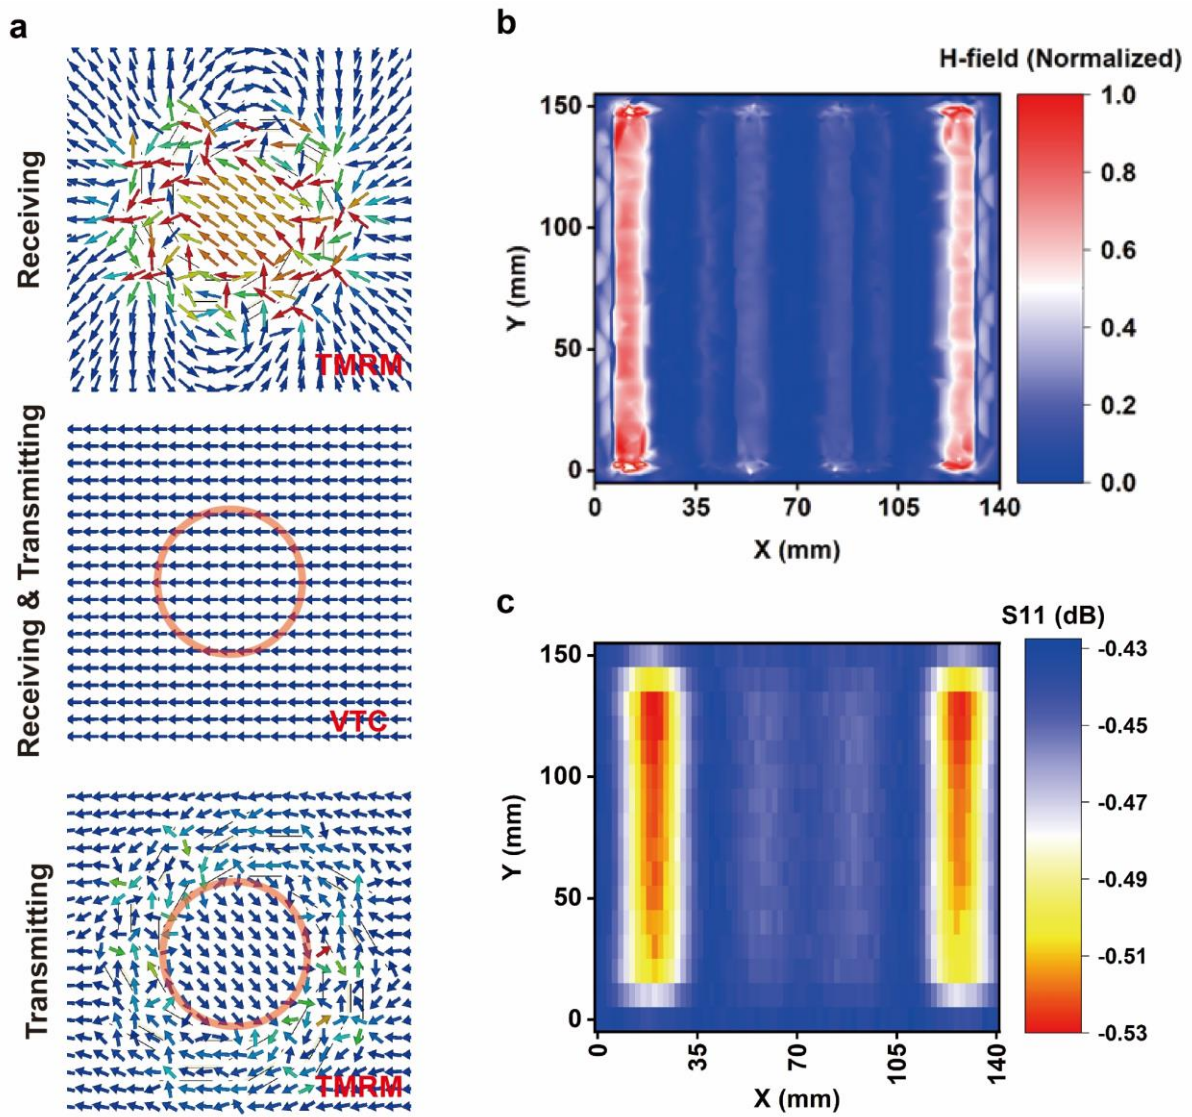 a
Receiving
TMRM
Receiving & Transmitting
VTC
Transmitting
TMRM
b
H-field (Normalized)
150
100
50
0
Y (mm)
0 35 70 105 140
X (mm)
1.0
0.8
0.6
0.4
0.2
0.0
c
S11 (dB)
150
100
50
0
Y (mm)
0 35 70 105 140
X (mm)
-0.43
-0.45
-0.47
-0.49
-0.51
-0.53